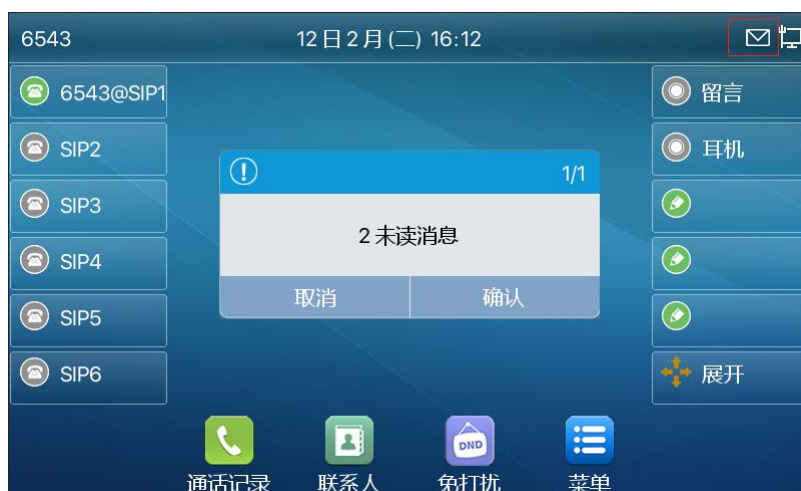 6543
12日2月(二) 16:12
6543@SIP1
SIP2
SIP3
SIP4
SIP5
SIP6
1/1
2 未读消息
取消 确认
留言
耳机
展开
DND
通话记录 联系人 免打扰 菜单